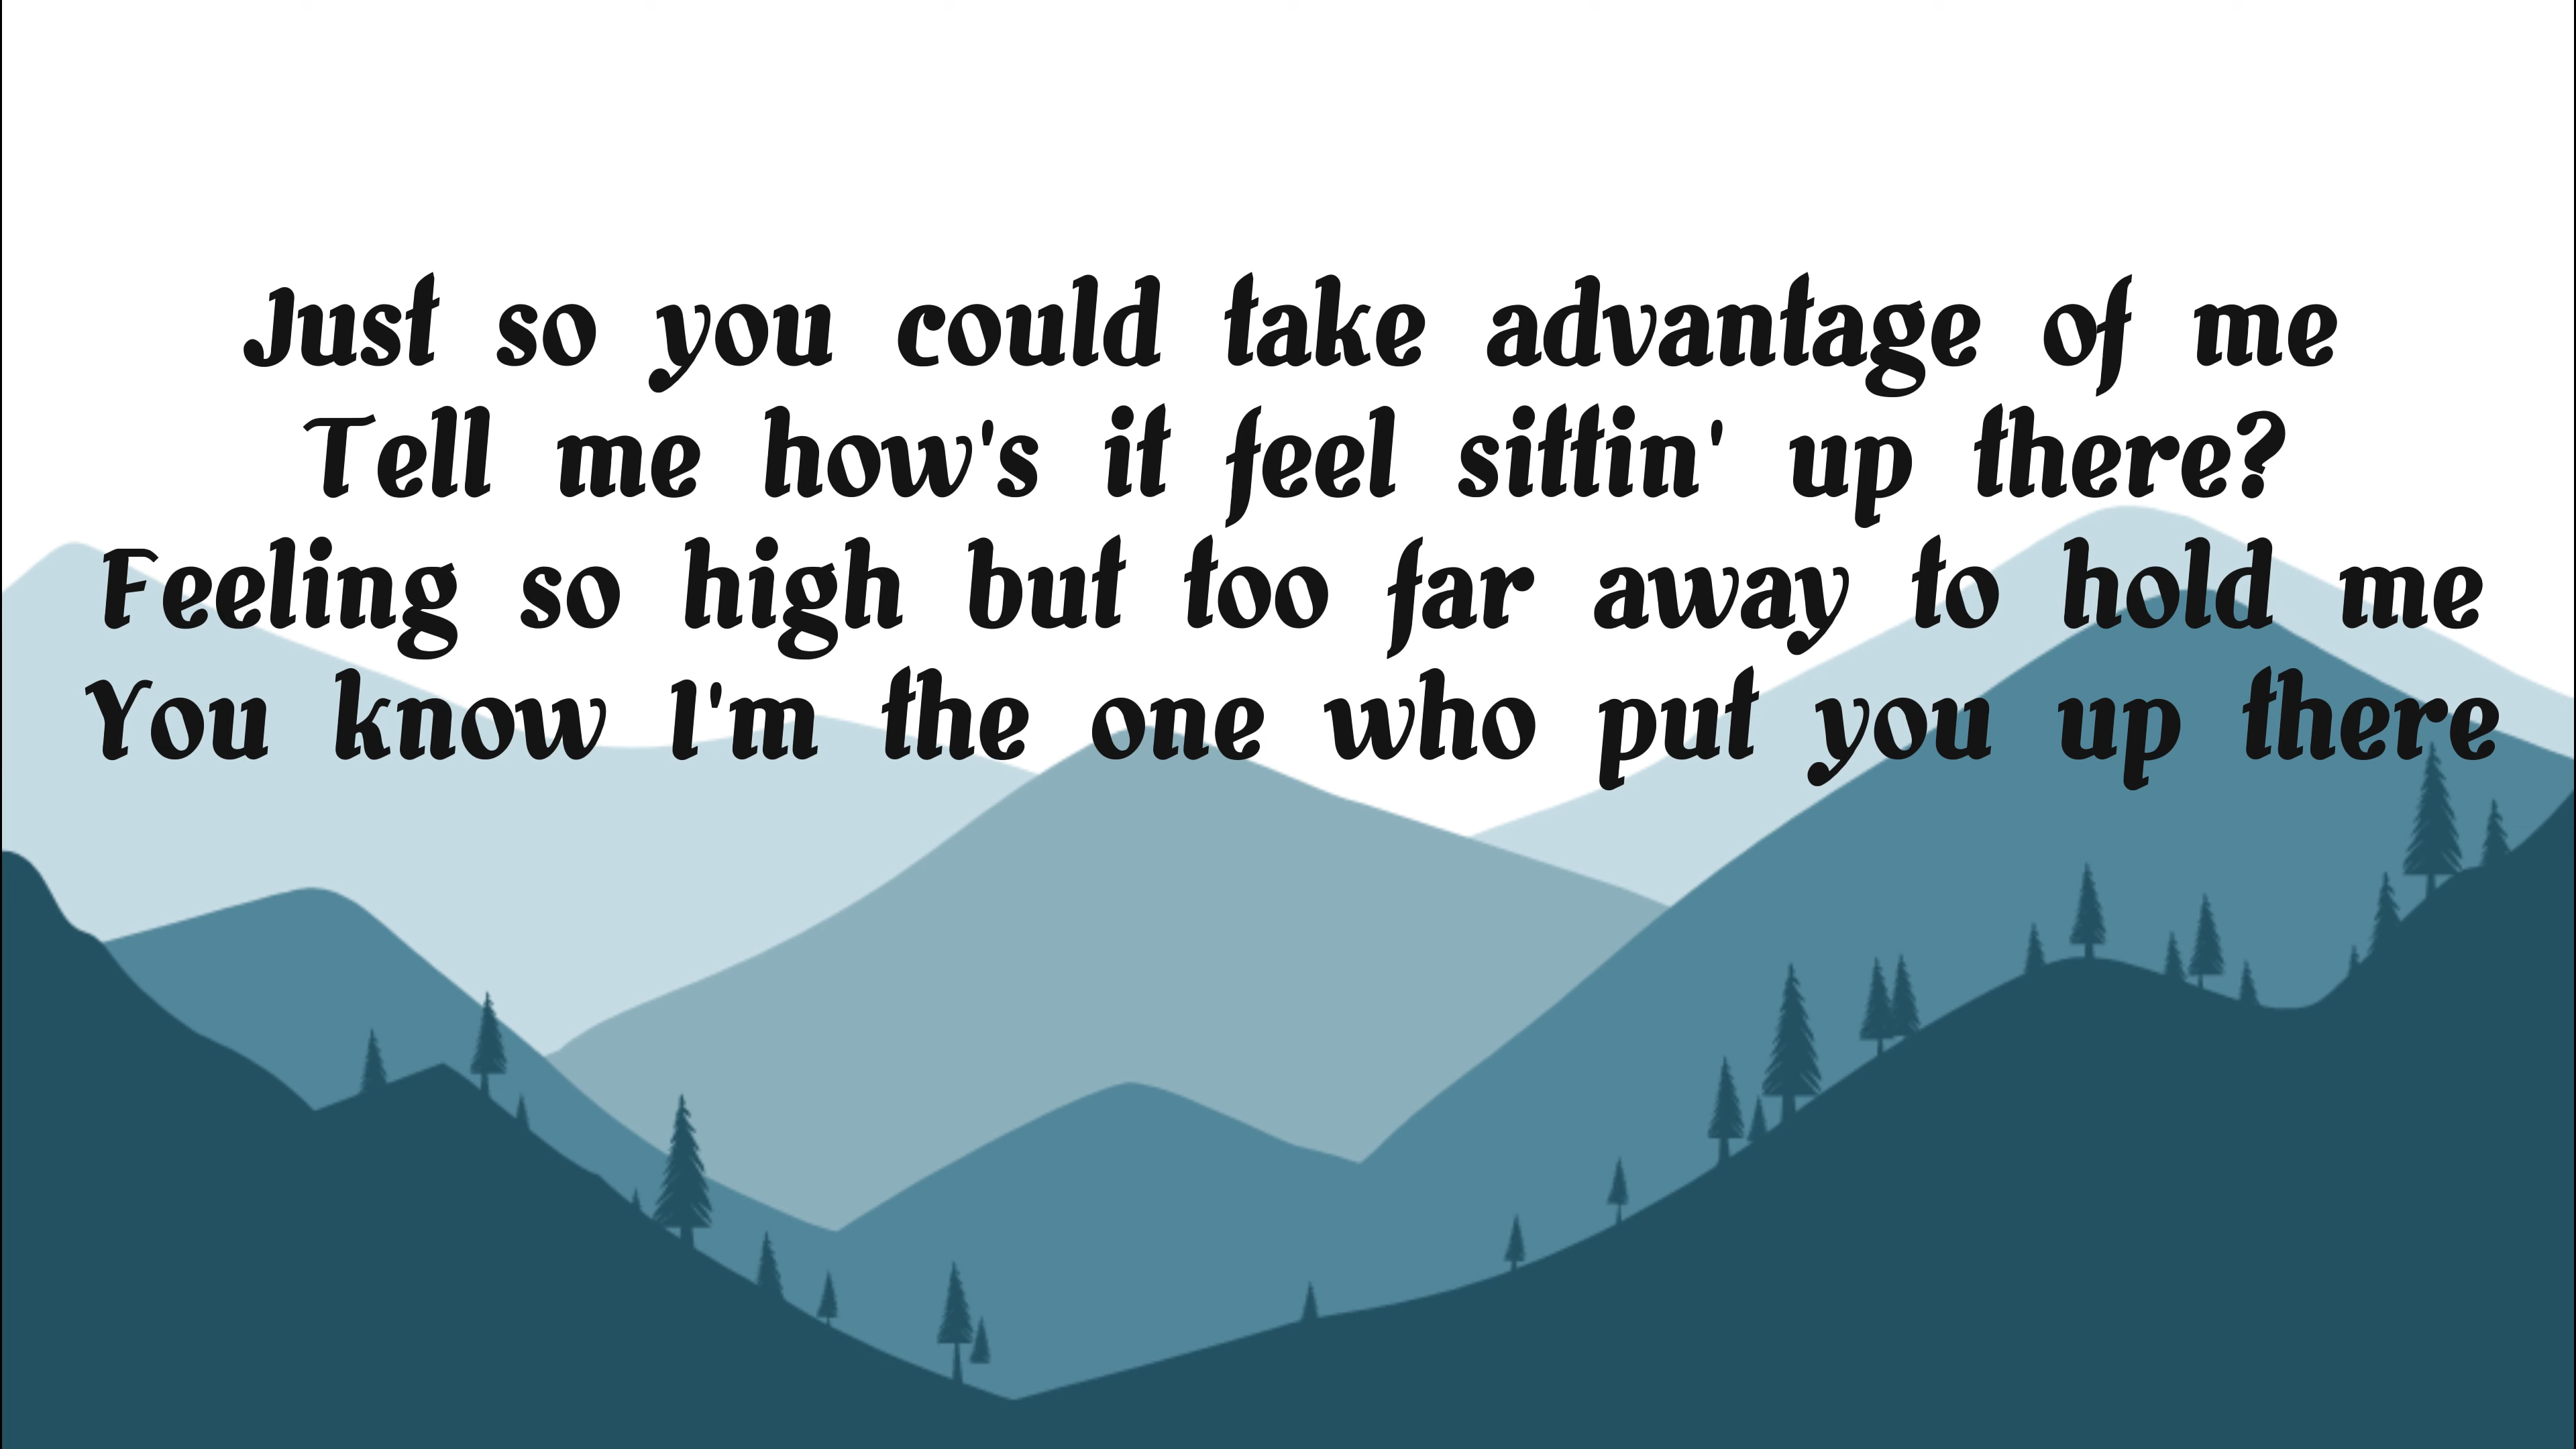 Just so you could take advantage of me
Tell me how's it feel sittin' up there?
Feeling so high but too far away to hold me
You know I'm the one who put you up there